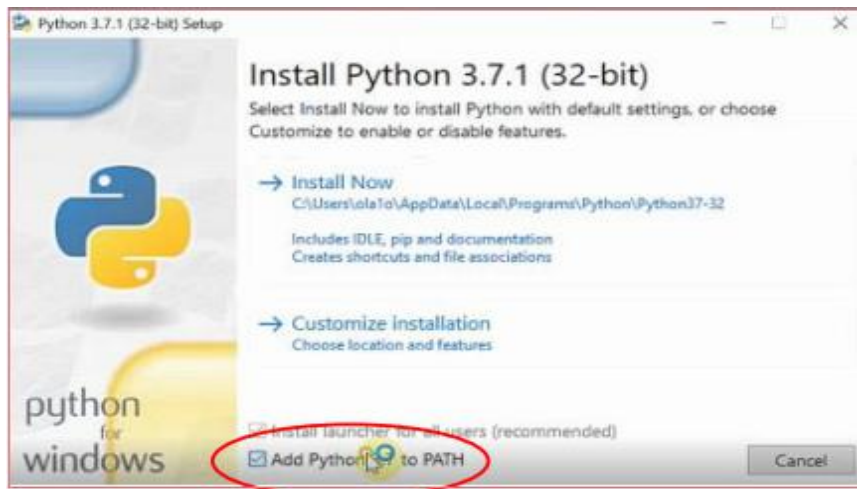 Python 3.7.1 (32-bit) Setup
Install Python 3.7.1 (32-bit)
Select Install Now to install Python with default settings, or choose
Customize to enable or disable features.
→ Install Now
C:\Users\ola1o\AppData\Local\Programs\Python\Python37-32
Includes IDLE, pip and documentation
Creates shortcuts and file associations
→ Customize installation
Choose location and features
python
for
windows
Install launcher for all users (recommended)
Add Python to PATH
Cancel